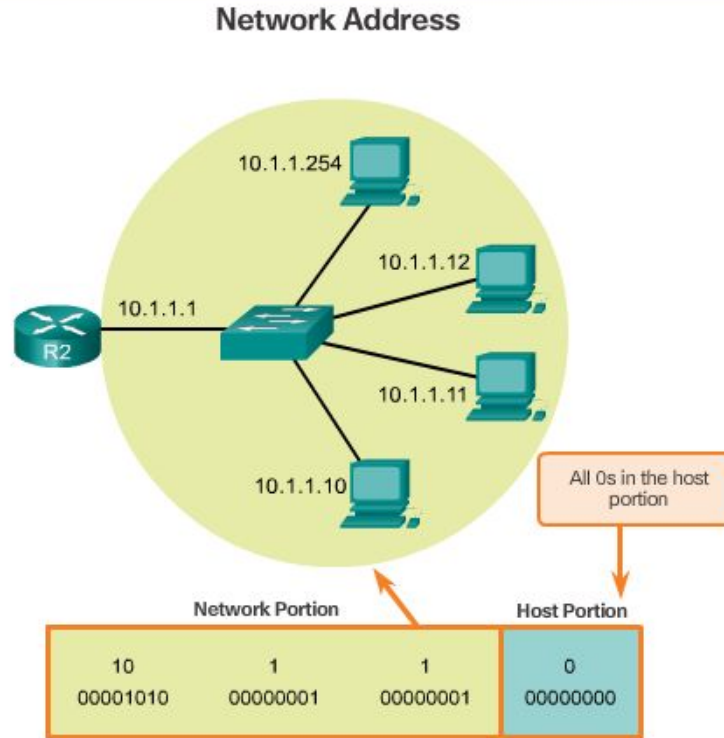 Network Address
10.1.1.254
10.1.1.12
10.1.1.1
R2
10.1.1.11
10.1.1.10
All 0s in the host
portion
Network Portion Host Portion
10 1 1 0
00001010 00000001 00000001 00000000